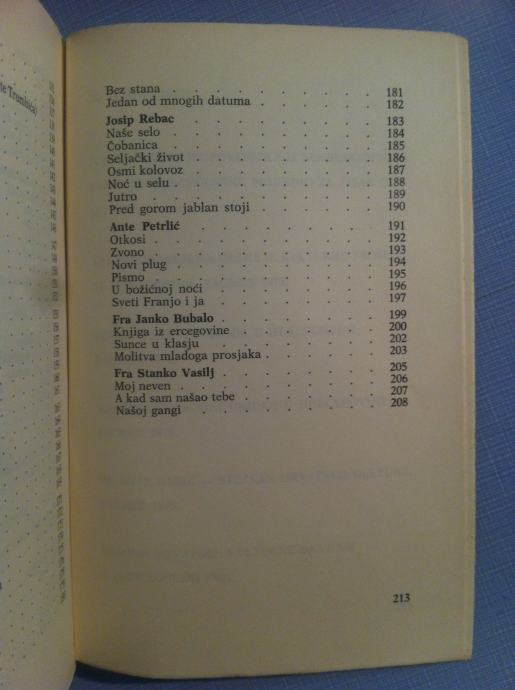 te Trumbića)
Bez stana . . . . . . . . . . 181
Jedan od mnogih datuma . . . . . . 182
Josip Rebac . . . . . . . . . 183
Naše selo . . . . . . . . . . 184
Čobanica . . . . . . . . . . 185
Seljački život . . . . . . . . . 186
Osmi kolovoz . . . . . . . . . 187
Noć u selu . . . . . . . . . . 188
Jutro . . . . . . . . . . . 189
Pred gorom jablan stoji . . . . . . 190
Ante Petrlić . . . . . . . . . 191
Otkosi . . . . . . . . . . . 192
Zvono . . . . . . . . . . . 193
Novi plug . . . . . . . . . . 194
Pismo . . . . . . . . . . . 195
U božićnoj noći . . . . . . . . 196
Sveti Franjo i ja . . . . . . . . 197
Fra Janko Bubalo . . . . . . . . 199
Knjiga iz ercegovine . . . . . . . 200
Sunce u klasju . . . . . . . . . 202
Molitva mladoga prosjaka . . . . . . 203
Fra Stanko Vasilj . . . . . . . . 205
Moj neven . . . . . . . . . . 206
A kad sam našao tebe . . . . . . . 207
Našoj gangi . . . . . . . . . 208
213